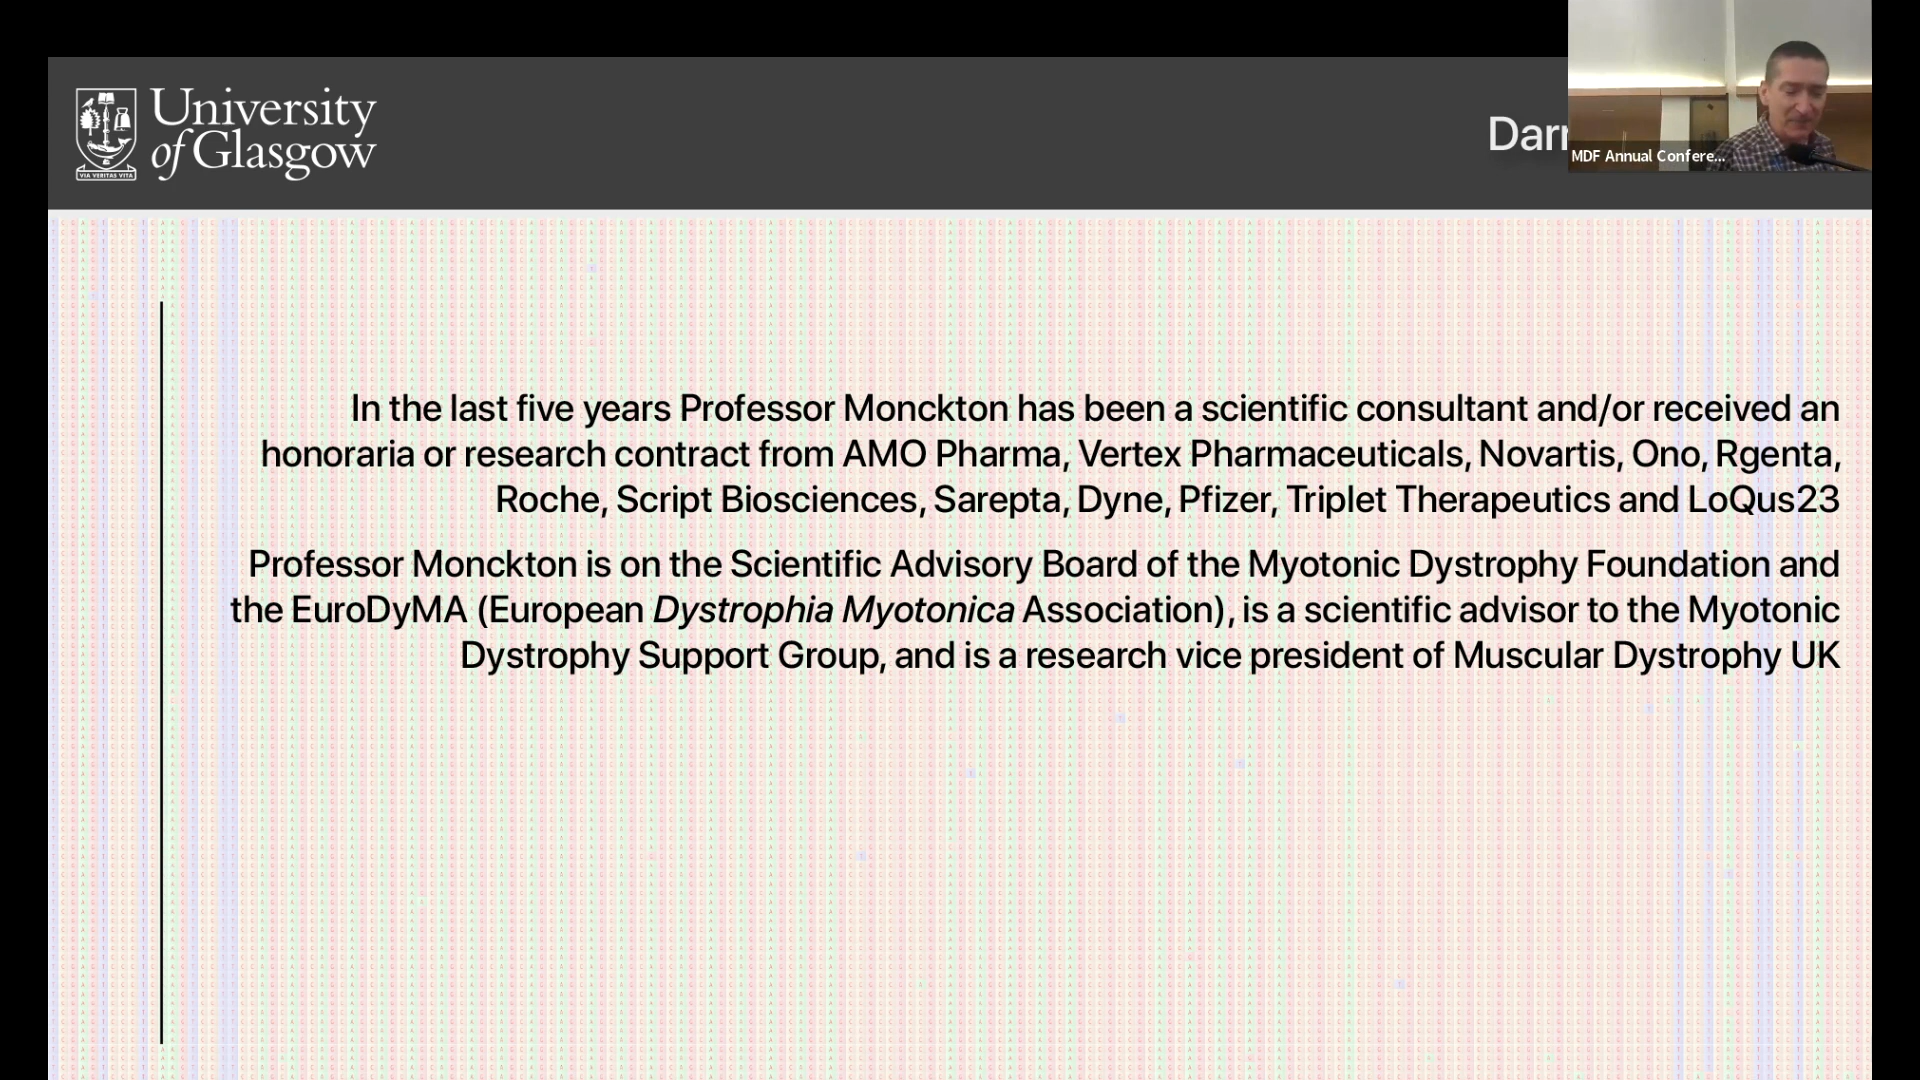 University
of Glasgow
VIA VERITAS VITA
Darr
MDF Annual Confere...
In the last five years Professor Monckton has been a scientific consultant and/or received an
honoraria or research contract from AMO Pharma, Vertex Pharmaceuticals, Novartis, Ono, Rgenta,
Roche, Script Biosciences, Sarepta, Dyne, Pfizer, Triplet Therapeutics and LoQus23
Professor Monckton is on the Scientific Advisory Board of the Myotonic Dystrophy Foundation and
the EuroDyMA (European Dystrophia Myotonica Association), is a scientific advisor to the Myotonic
Dystrophy Support Group, and is a research vice president of Muscular Dystrophy UK